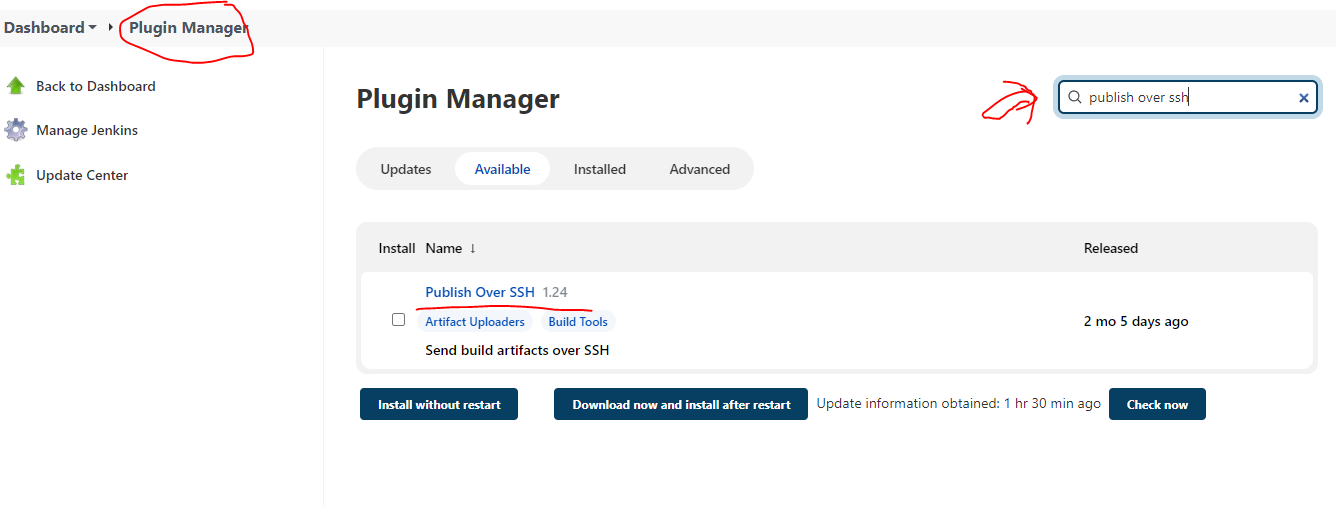 Dashboard Plugin Manager
Back to Dashboard
Manage Jenkins
Update Center
Plugin Manager
publish over ssh
Updates Available Installed Advanced
Install Name ↓ Released
Publish Over SSH 1.24
Artifact Uploaders Build Tools
2 mo 5 days ago
Send build artifacts over SSH
Install without restart Download now and install after restart Update information obtained: 1 hr 30 min ago Check now